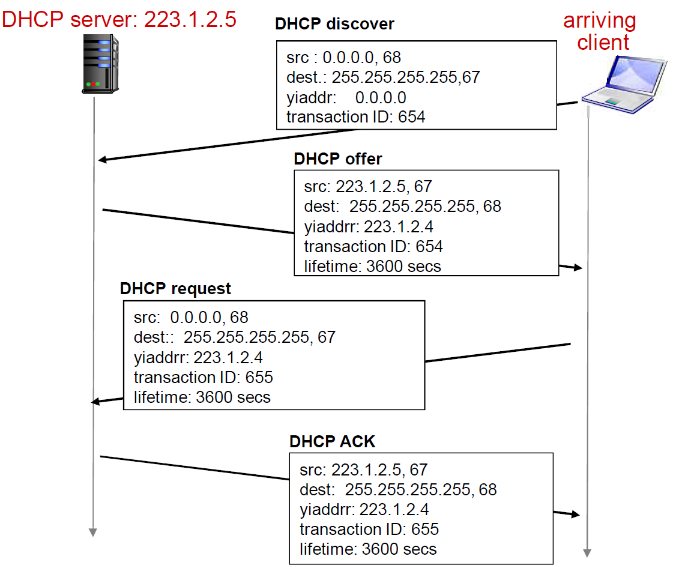 DHCP server: 223.1.2.5
arriving
client
DHCP discover
src : 0.0.0.0, 68
dest.: 255.255.255.255,67
yiaddr: 0.0.0.0
transaction ID: 654
DHCP offer
src: 223.1.2.5, 67
dest: 255.255.255.255, 68
yiaddrr: 223.1.2.4
transaction ID: 654
lifetime: 3600 secs
DHCP request
src: 0.0.0.0, 68
dest:: 255.255.255.255, 67
yiaddrr: 223.1.2.4
transaction ID: 655
lifetime: 3600 secs
DHCP ACK
src: 223.1.2.5, 67
dest: 255.255.255.255, 68
yiaddrr: 223.1.2.4
transaction ID: 655
lifetime: 3600 secs